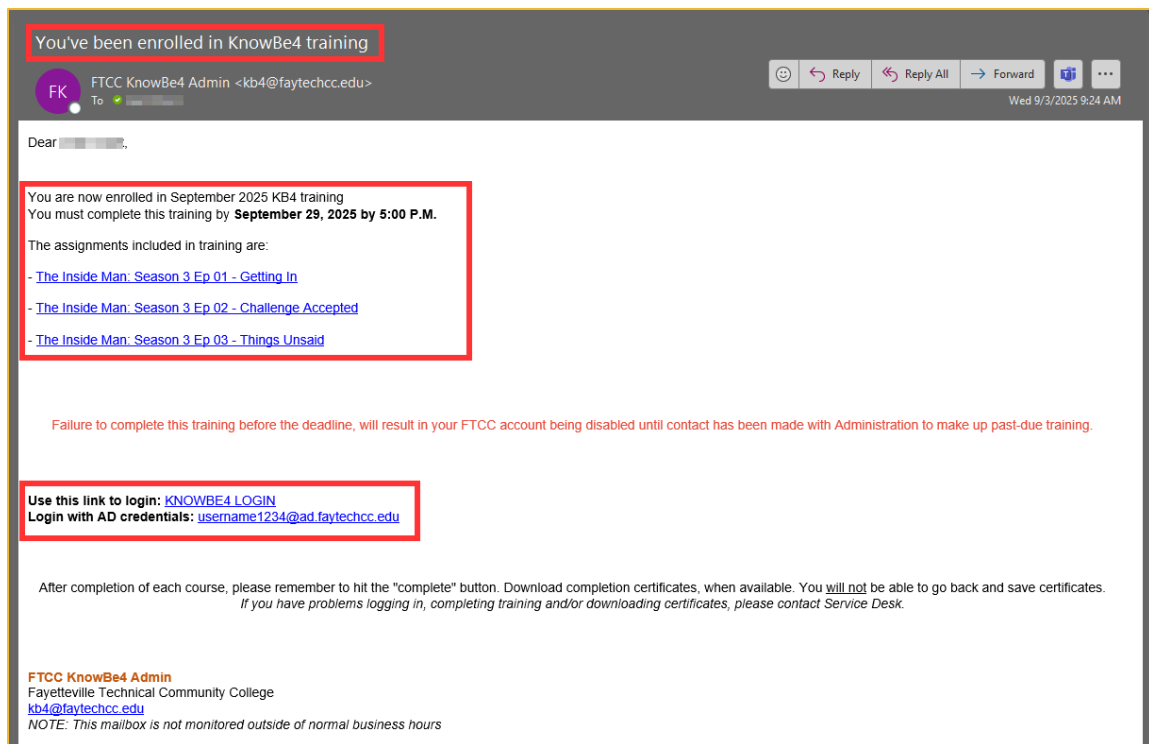 You've been enrolled in KnowBe4 training
FK
FTCC KnowBe4 Admin <kb4@faytechcc.edu>
To
Reply
Reply All
Forward
Wed 9/3/2025 9:24 AM
Dear ,
You are now enrolled in September 2025 KB4 training
You must complete this training by September 29, 2025 by 5:00 P.M.
The assignments included in training are:
- The Inside Man: Season 3 Ep 01 - Getting In
- The Inside Man: Season 3 Ep 02 - Challenge Accepted
- The Inside Man: Season 3 Ep 03 - Things Unsaid
Failure to complete this training before the deadline, will result in your FTCC account being disabled until contact has been made with Administration to make up past-due training.
Use this link to login: KNOWBE4 LOGIN
Login with AD credentials: username1234@ad.faytechcc.edu
After completion of each course, please remember to hit the "complete" button. Download completion certificates, when available. You will not be able to go back and save certificates.
If you have problems logging in, completing training and/or downloading certificates, please contact Service Desk.
FTCC KnowBe4 Admin
Fayetteville Technical Community College
kb4@faytechcc.edu
NOTE: This mailbox is not monitored outside of normal business hours